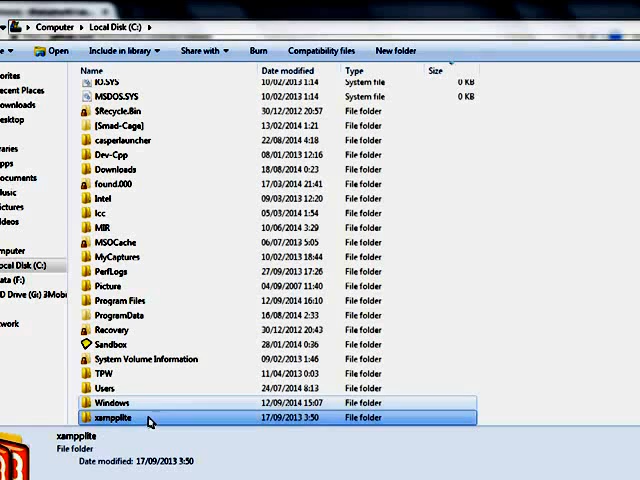 Computer Local Disk (C:)
Open Include in library Share with Burn Compatibility files New folder
Name Date modified Type Size
IO.SYS 10/02/2013 1:14 System file 0 KB
MSDOS.SYS 10/02/2013 1:14 System file 0 KB
$Recycle.Bin 30/12/2012 20:57 File folder
[Smad-Cage] 13/02/2014 1:21 File folder
casperlauncher 22/08/2014 4:18 File folder
Dev-Cpp 08/01/2013 12:16 File folder
Downloads 18/08/2014 0:23 File folder
found.000 17/03/2014 21:41 File folder
Intel 09/03/2013 12:20 File folder
lcc 05/03/2014 1:54 File folder
MIR 10/06/2014 3:29 File folder
MSOCache 06/07/2013 5:05 File folder
MyCaptures 10/02/2013 18:44 File folder
PerfLogs 27/09/2013 17:26 File folder
Picture 04/09/2007 11:40 File folder
Program Files 12/09/2014 16:10 File folder
ProgramData 16/08/2014 2:33 File folder
Recovery 30/12/2012 20:43 File folder
Sandbox 28/01/2014 0:36 File folder
System Volume Information 09/02/2013 1:46 File folder
TPW 11/04/2013 0:03 File folder
Users 24/07/2014 8:13 File folder
Windows 12/09/2014 15:07 File folder
xampplite 17/09/2013 3:50 File folder
orites
ecent Places
ownloads
esktop
raries
pps
ocuments
usic
ictures
ideos
mputer
ocal Disk (C:)
ata (F:)
D Drive (G:) 3Mobi
work
xampplite
File folder
Date modified: 17/09/2013 3:50